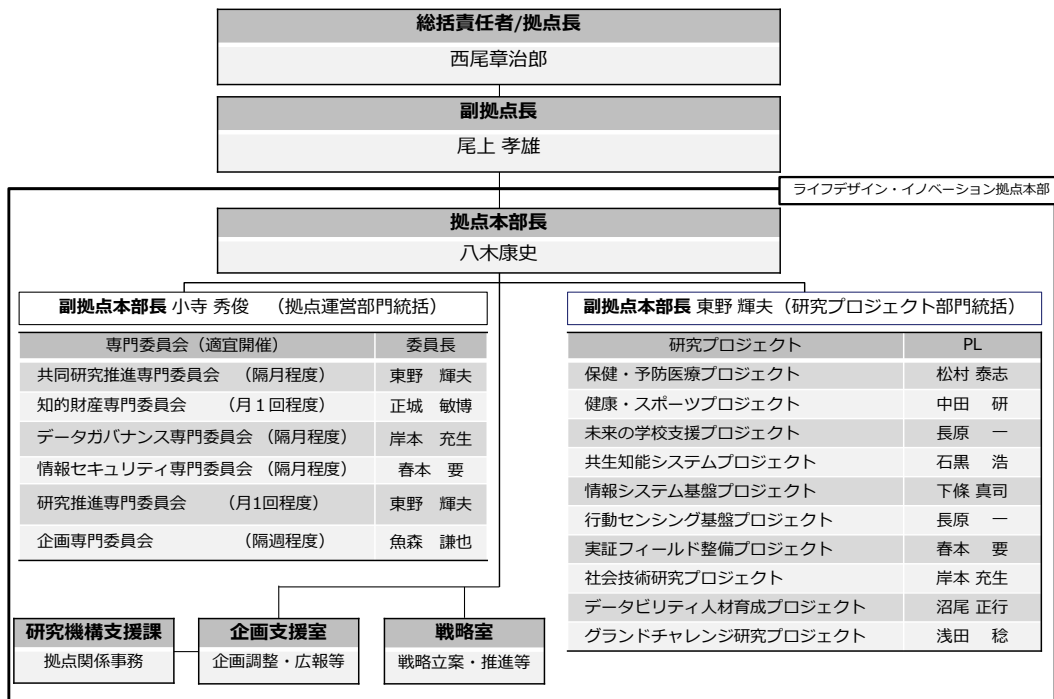 総括責任者/拠点長
西尾章治郎
副拠点長
尾上 孝雄
ライフデザイン・イノベーション拠点本部
拠点本部長
八木康史
副拠点本部長 小寺 秀俊 （拠点運営部門統括）
専門委員会（適宜開催） 委員長
共同研究推進専門委員会 （隔月程度） 東野 輝夫
知的財産専門委員会 （月１回程度） 正城 敏博
データガバナンス専門委員会 （隔月程度） 岸本 充生
情報セキュリティ専門委員会 （隔月程度） 春本 要
研究推進専門委員会 （月1回程度） 東野 輝夫
企画専門委員会 （隔週程度） 魚森 謙也
副拠点本部長 東野 輝夫（研究プロジェクト部門統括）
研究プロジェクト PL
保健・予防医療プロジェクト 松村 泰志
健康・スポーツプロジェクト 中田 研
未来の学校支援プロジェクト 長原 一
共生知能システムプロジェクト 石黒 浩
情報システム基盤プロジェクト 下條 真司
行動センシング基盤プロジェクト 長原 一
実証フィールド整備プロジェクト 春本 要
社会技術研究プロジェクト 岸本 充生
データビリティ人材育成プロジェクト 沼尾 正行
グランドチャレンジ研究プロジェクト 浅田 稔
研究機構支援課
拠点関係事務
企画支援室
企画調整・広報等
戦略室
戦略立案・推進等